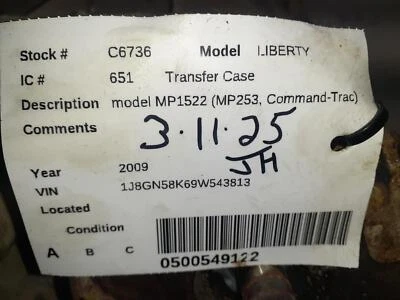 Stock # C6736 Model LIBERTY
IC # 651 Transfer Case
Description model MP1522 (MP253, Command-Trac)
Comments 3.11.25
JH
Year 2009
VIN 1J8GN58K69W543813
Located
Condition
A B C
0500549122